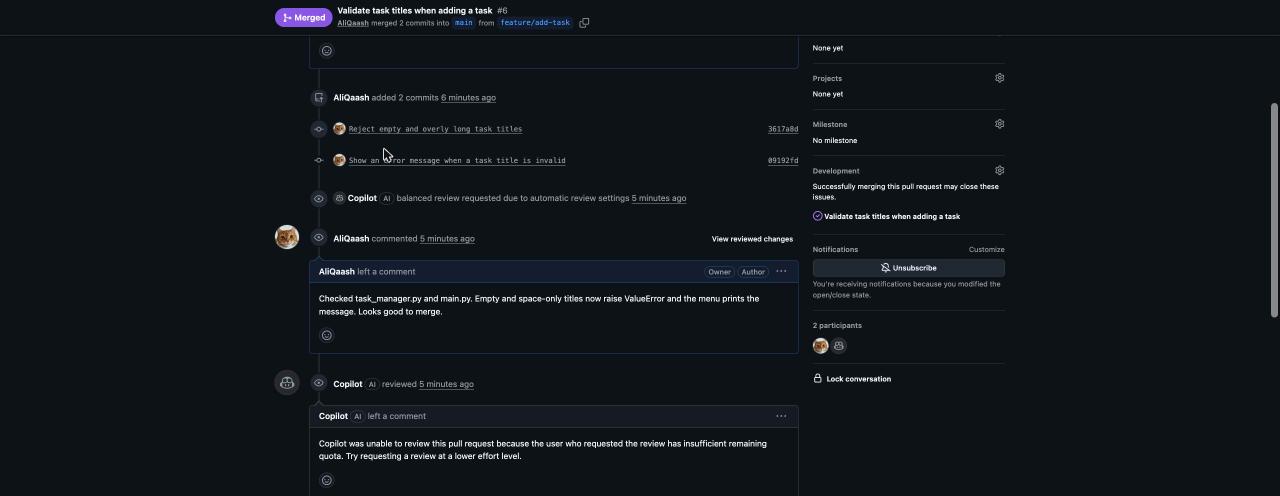 Merged
Validate task titles when adding a task #6
AliQaash merged 2 commits into main from feature/add-task
AliQaash added 2 commits 6 minutes ago
Reject empty and overly long task titles 3617a8d
Show an error message when a task title is invalid 09192fd
Copilot AI balanced review requested due to automatic review settings 5 minutes ago
AliQaash commented 5 minutes ago View reviewed changes
AliQaash left a comment Owner Author
Checked task_manager.py and main.py. Empty and space-only titles now raise ValueError and the menu prints the
message. Looks good to merge.
Copilot AI reviewed 5 minutes ago
Copilot AI left a comment
Copilot was unable to review this pull request because the user who requested the review has insufficient remaining
quota. Try requesting a review at a lower effort level.
None yet
Projects
None yet
Milestone
No milestone
Development
Successfully merging this pull request may close these
issues.
Validate task titles when adding a task
Notifications Customize
Unsubscribe
You're receiving notifications because you modified the
open/close state.
2 participants
Lock conversation